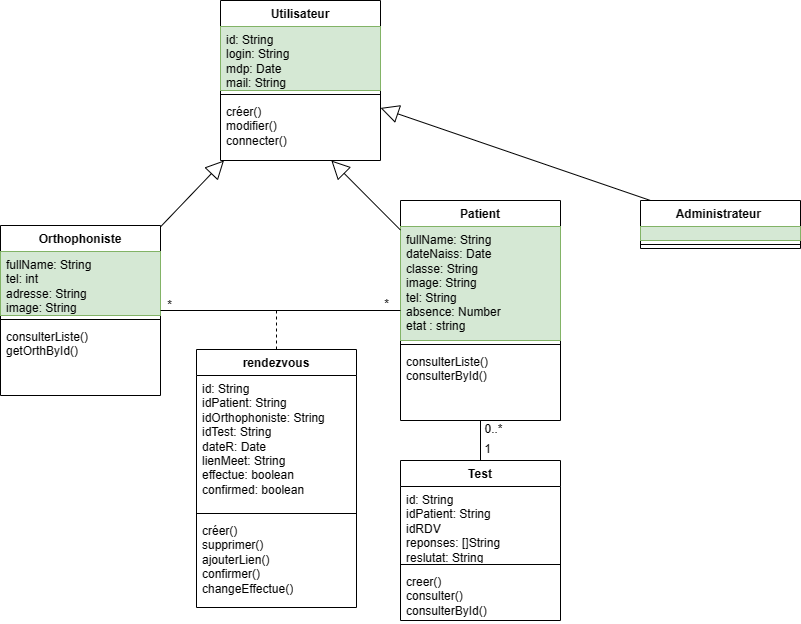 Utilisateur
id: String
login: String
mdp: Date
mail: String
créer()
modifier()
connecter()
Orthophoniste
fullName: String
tel: int
adresse: String
image: String
consulterListe()
getOrthById()
Patient
fullName: String
dateNaiss: Date
classe: String
image: String
tel: String
absence: Number
etat : string
consulterListe()
consulterById()
Administrateur
*
*
rendezvous
id: String
idPatient: String
idOrthophoniste: String
idTest: String
dateR: Date
lienMeet: String
effectue: boolean
confirmed: boolean
créer()
supprimer()
ajouterLien()
confirmer()
changeEffectue()
0..*
1
Test
id: String
idPatient: String
idRDV
reponses: []String
reslutat: String
creer()
consulter()
consulterById()